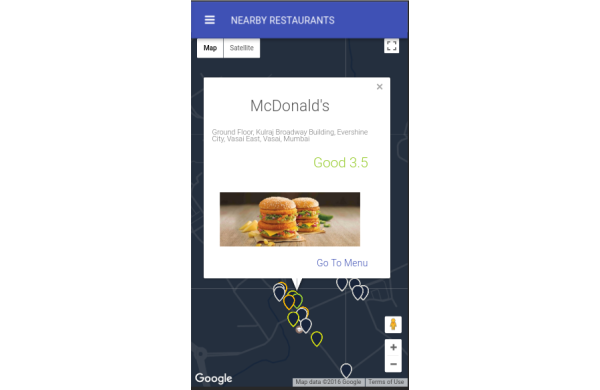 NEARBY RESTAURANTS
Map Satellite
×
McDonald's
Ground Floor, Kulraj Broadway Building, Evershine
City, Vasai East, Vasai, Mumbai
Good 3.5
Go To Menu
+
−
Google
Map data ©2016 Google Terms of Use